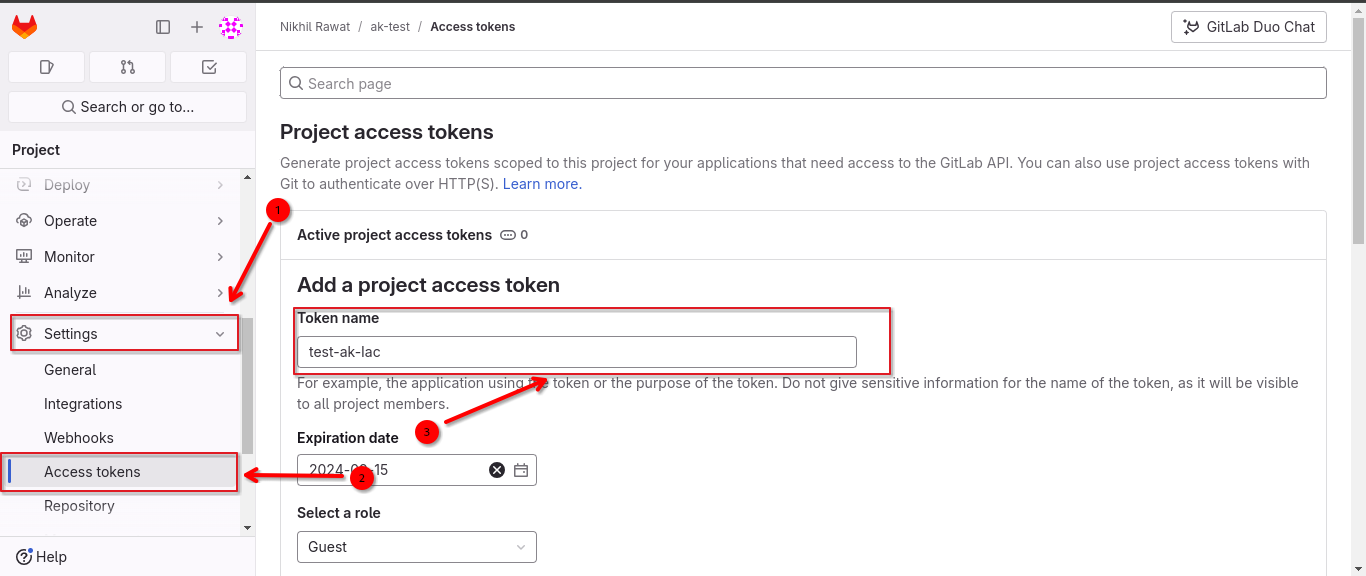 Nikhil Rawat / ak-test / Access tokens
GitLab Duo Chat
Search or go to...
Project
Deploy
Operate
Monitor
Analyze
Settings
General
Integrations
Webhooks
Access tokens
Repository
Help
Search page
Project access tokens
Generate project access tokens scoped to this project for your applications that need access to the GitLab API. You can also use project access tokens with
Git to authenticate over HTTP(S). Learn more.
Active project access tokens 0
Add a project access token
Token name
test-ak-lac
For example, the application using the token or the purpose of the token. Do not give sensitive information for the name of the token, as it will be visible
to all project members.
Expiration date
Select a role
Guest
1
2
3